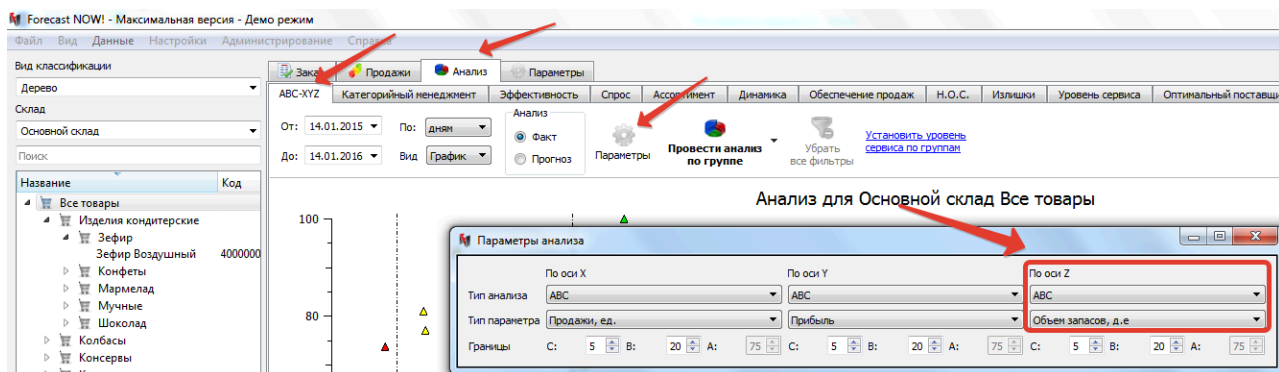 Forecast NOW! - Максимальная версия - Демо режим
Файл Вид Данные Настройки Администрирование Справка
Вид классификации
Дерево
Склад
Основной склад
Поиск
Название Код
Все товары
Изделия кондитерские
Зефир
Зефир Воздушный 4000000
Конфеты
Мармелад
Мучные
Шоколад
Колбасы
Консервы
Заказ Продажи Анализ Параметры
ABC-XYZ Категорийный менеджмент Эффективность Спрос Ассортимент Динамика Обеспечение продаж Н.О.С. Излишки Уровень сервиса Оптимальный поставщи
От: 14.01.2015 По: дням
До: 14.01.2016 Вид График
Анализ
Факт
Прогноз
Параметры
Провести анализ
по группе
Убрать
все фильтры
Установить уровень
сервиса по группам
Анализ для Основной склад Все товары
100
80
Параметры анализа
По оси X По оси Y По оси Z
Тип анализа ABC ABC ABC
Тип параметра Продажи, ед. Прибыль Объем запасов, д.е
Границы C: 5 B: 20 A: 75 C: 5 B: 20 A: 75 C: 5 B: 20 A: 75